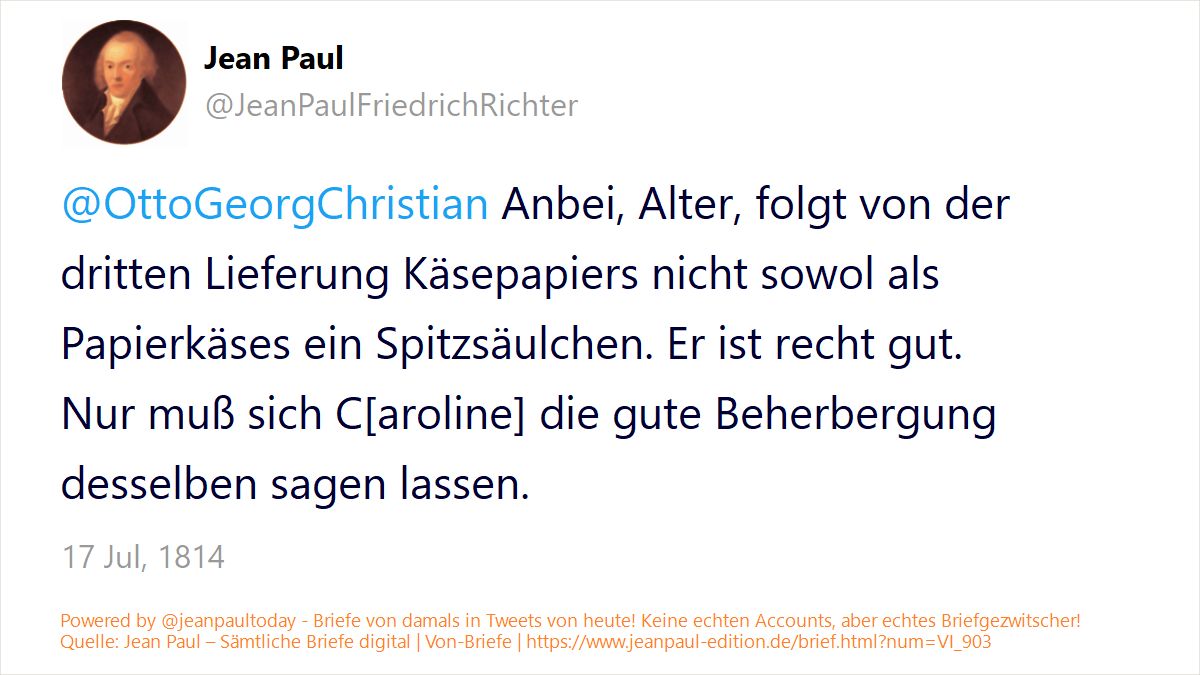 Jean Paul
@JeanPaulFriedrichRichter
@OttoGeorgChristian Anbei, Alter, folgt von der
dritten Lieferung Käsepapiers nicht sowol als
Papierkäses ein Spitzsäulchen. Er ist recht gut.
Nur muß sich C[aroline] die gute Beherbergung
desselben sagen lassen.
17 Jul, 1814
Powered by @jeanpaultoday - Briefe von damals in Tweets von heute! Keine echten Accounts, aber echtes Briefgezwitscher!
Quelle: Jean Paul – Sämtliche Briefe digital | Von-Briefe | https://www.jeanpaul-edition.de/brief.html?num=VI_903